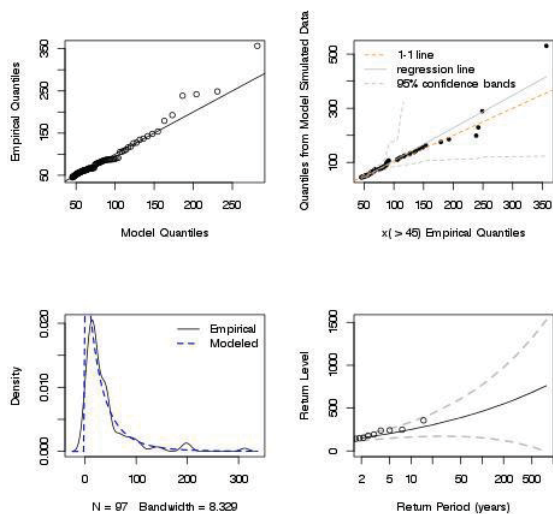 Empirical Quantiles
50
150
250
350
50
100
150
200
250
Model Quantiles
Quantiles from Model Simulated Data
100
300
500
1-1 line
regression line
95% confidence bands
50
100
150
200
250
300
350
x( > 45) Empirical Quantiles
Density
0.000
0.010
0.020
Empirical
Modeled
0
100
200
300
N = 97 Bandwidth = 8.329
Return Level
0
500
1000
1500
2
5
10
50
200
500
Return Period (years)